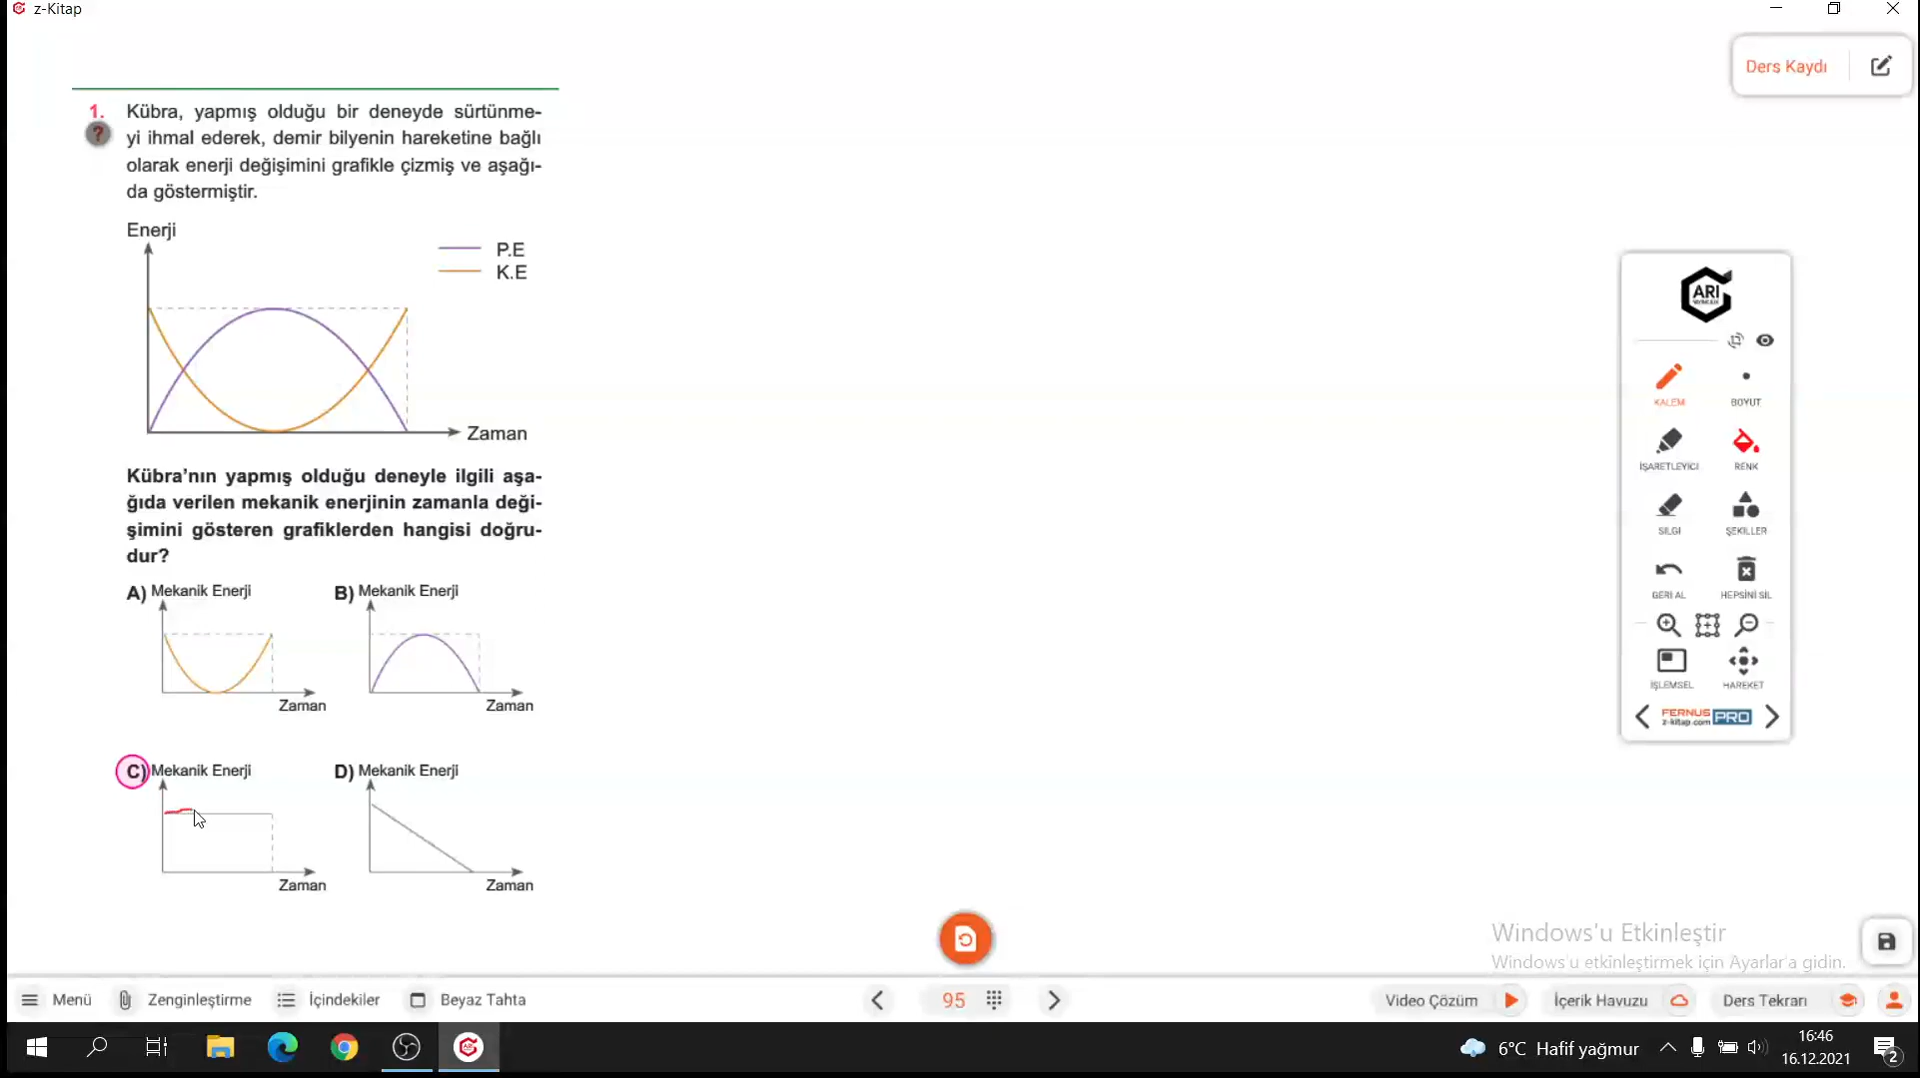 z-Kitap
Ders Kaydı
1. Kübra, yapmış olduğu bir deneyde sürtünme-
? yi ihmal ederek, demir bilyenin hareketine bağlı
olarak enerji değişimini grafikle çizmiş ve aşağı-
da göstermiştir.
Enerji
P.E
K.E
Zaman
Kübra'nın yapmış olduğu deneyle ilgili aşa-
ğıda verilen mekanik enerjinin zamanla deği-
şimini gösteren grafiklerden hangisi doğru-
dur?
A) Mekanik Enerji
Zaman
B) Mekanik Enerji
Zaman
C) Mekanik Enerji
Zaman
D) Mekanik Enerji
Zaman
ARI
KALEM
BOYUT
İŞARETLEYİCİ
RENK
SİLGİ
ŞEKİLLER
GERİ AL
HEPSİNİ SİL
İŞLEMSEL
HAREKET
FERNUS
z-kitap.com PRO
Windows'u Etkinleştir
Windows'u etkinleştirmek için Ayarlar'a gidin.
Menü
Zenginleştirme
İçindekiler
Beyaz Tahta
95
Video Çözüm
İçerik Havuzu
Ders Tekrarı
6°C Hafif yağmur
16:46
16.12.2021
2